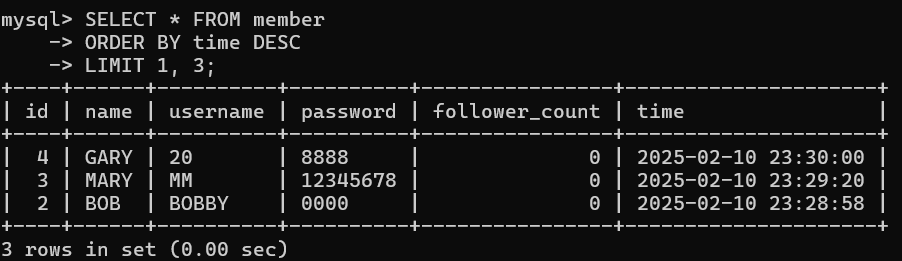 mysql> SELECT * FROM member
    -> ORDER BY time DESC
    -> LIMIT 1, 3;
+----+------+----------+----------+----------------+---------------------+
| id | name | username | password | follower_count | time                |
+----+------+----------+----------+----------------+---------------------+
|  4 | GARY | 20       | 8888     |              0 | 2025-02-10 23:30:00 |
|  3 | MARY | MM       | 12345678 |              0 | 2025-02-10 23:29:20 |
|  2 | BOB  | BOBBY    | 0000     |              0 | 2025-02-10 23:28:58 |
+----+------+----------+----------+----------------+---------------------+
3 rows in set (0.00 sec)